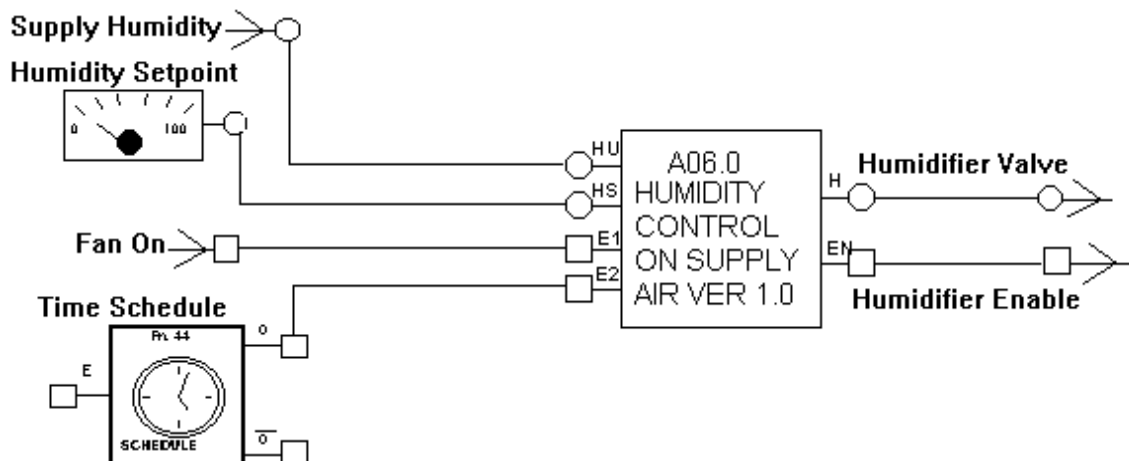 Supply Humidity
Humidity Setpoint
0 100
I
HU
HS
Fan On
E1
E2
A06.0
HUMIDITY
CONTROL
ON SUPPLY
AIR VER 1.0
H
Humidifier Valve
EN
Humidifier Enable
Time Schedule
E
O
SCHEDULE
O